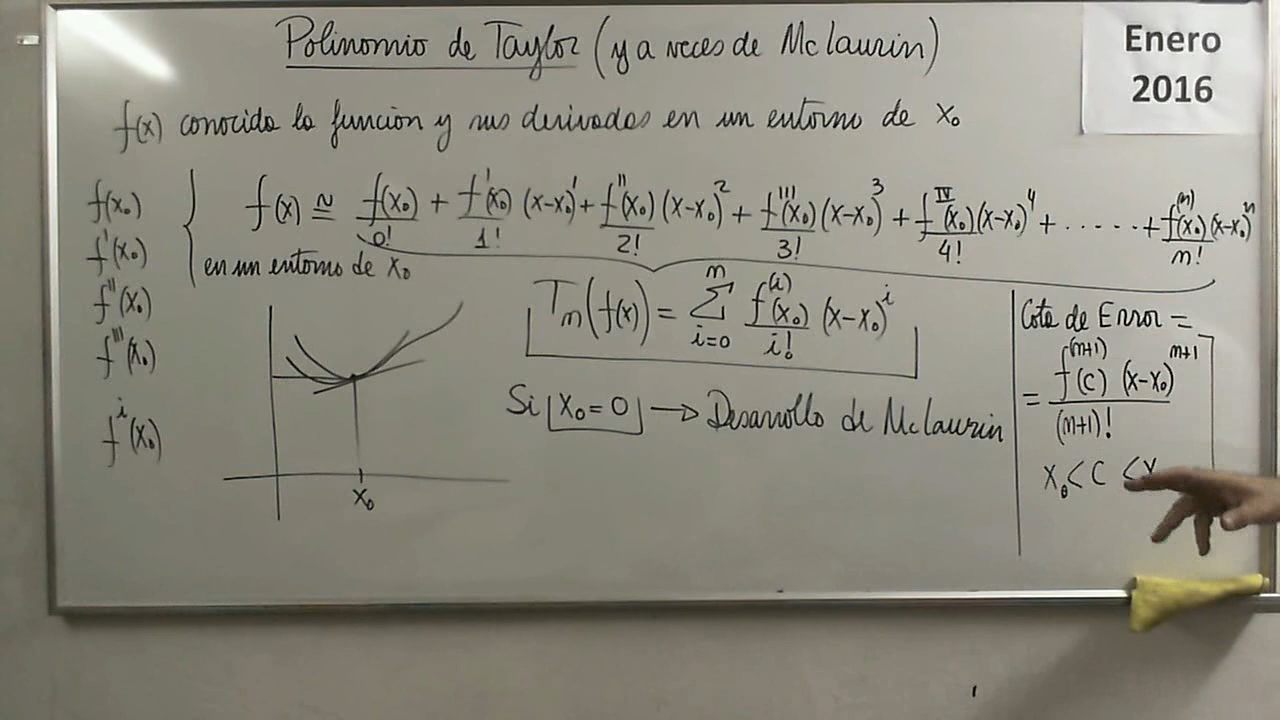 Polinomio de Taylor (y a veces de Mc laurin)
Enero
2016
f(x) conocida la función y sus derivadas en un entorno de x₀
f(x₀)
f'(x₀)
f''(x₀)
f'''(x₀)
fⁱ(x₀)
f(x) ≅ f(x₀)/0! + f'(x₀)/1! (x-x₀)¹ + f''(x₀)/2! (x-x₀)² + f'''(x₀)/3! (x-x₀)³ + f^IV(x₀)/4! (x-x₀)⁴ + ..... + f^(n)(x₀)/n! (x-x₀)ⁿ
en un entorno de x₀
Tn(f(x)) = Σ_{i=0}^{n} f^(i)(x₀)/i! (x-x₀)^i
Si x₀=0 → Desarrollo de Mc laurin
x₀
Cota de Error =
= f^(n+1)(c) (x-x₀)^(n+1)/(n+1)!
x₀ < c < x